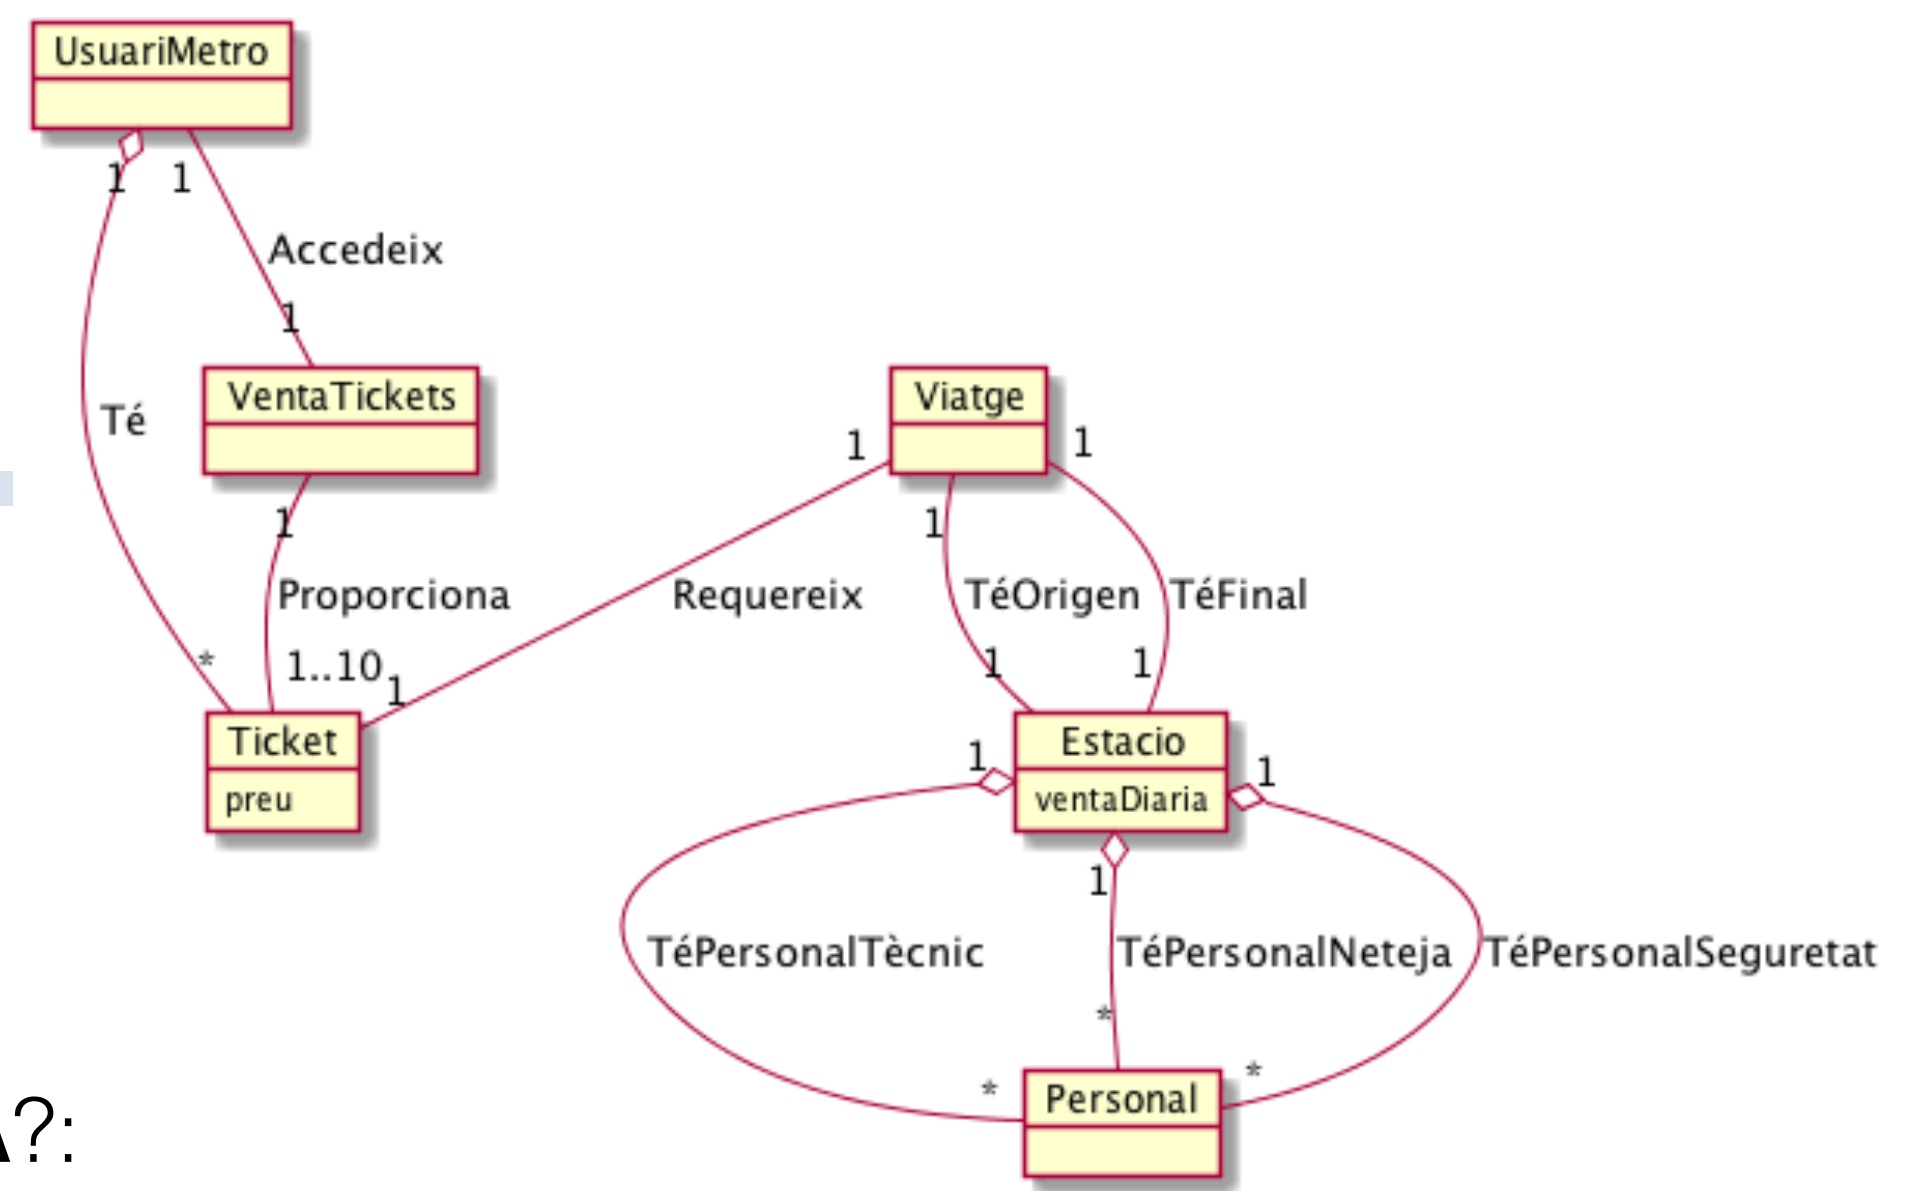 UsuariMetro
1
1
Accedeix
1
Té
VentaTickets
Viatge
1
1
1
1
Proporciona
Requereix
TéOrigen
TéFinal
*
1..10
1
1
1
Ticket
preu
Estacio
ventaDiaria
1
1
1
TéPersonalTècnic
TéPersonalNeteja
TéPersonalSeguretat
*
*
*
Personal
A?: